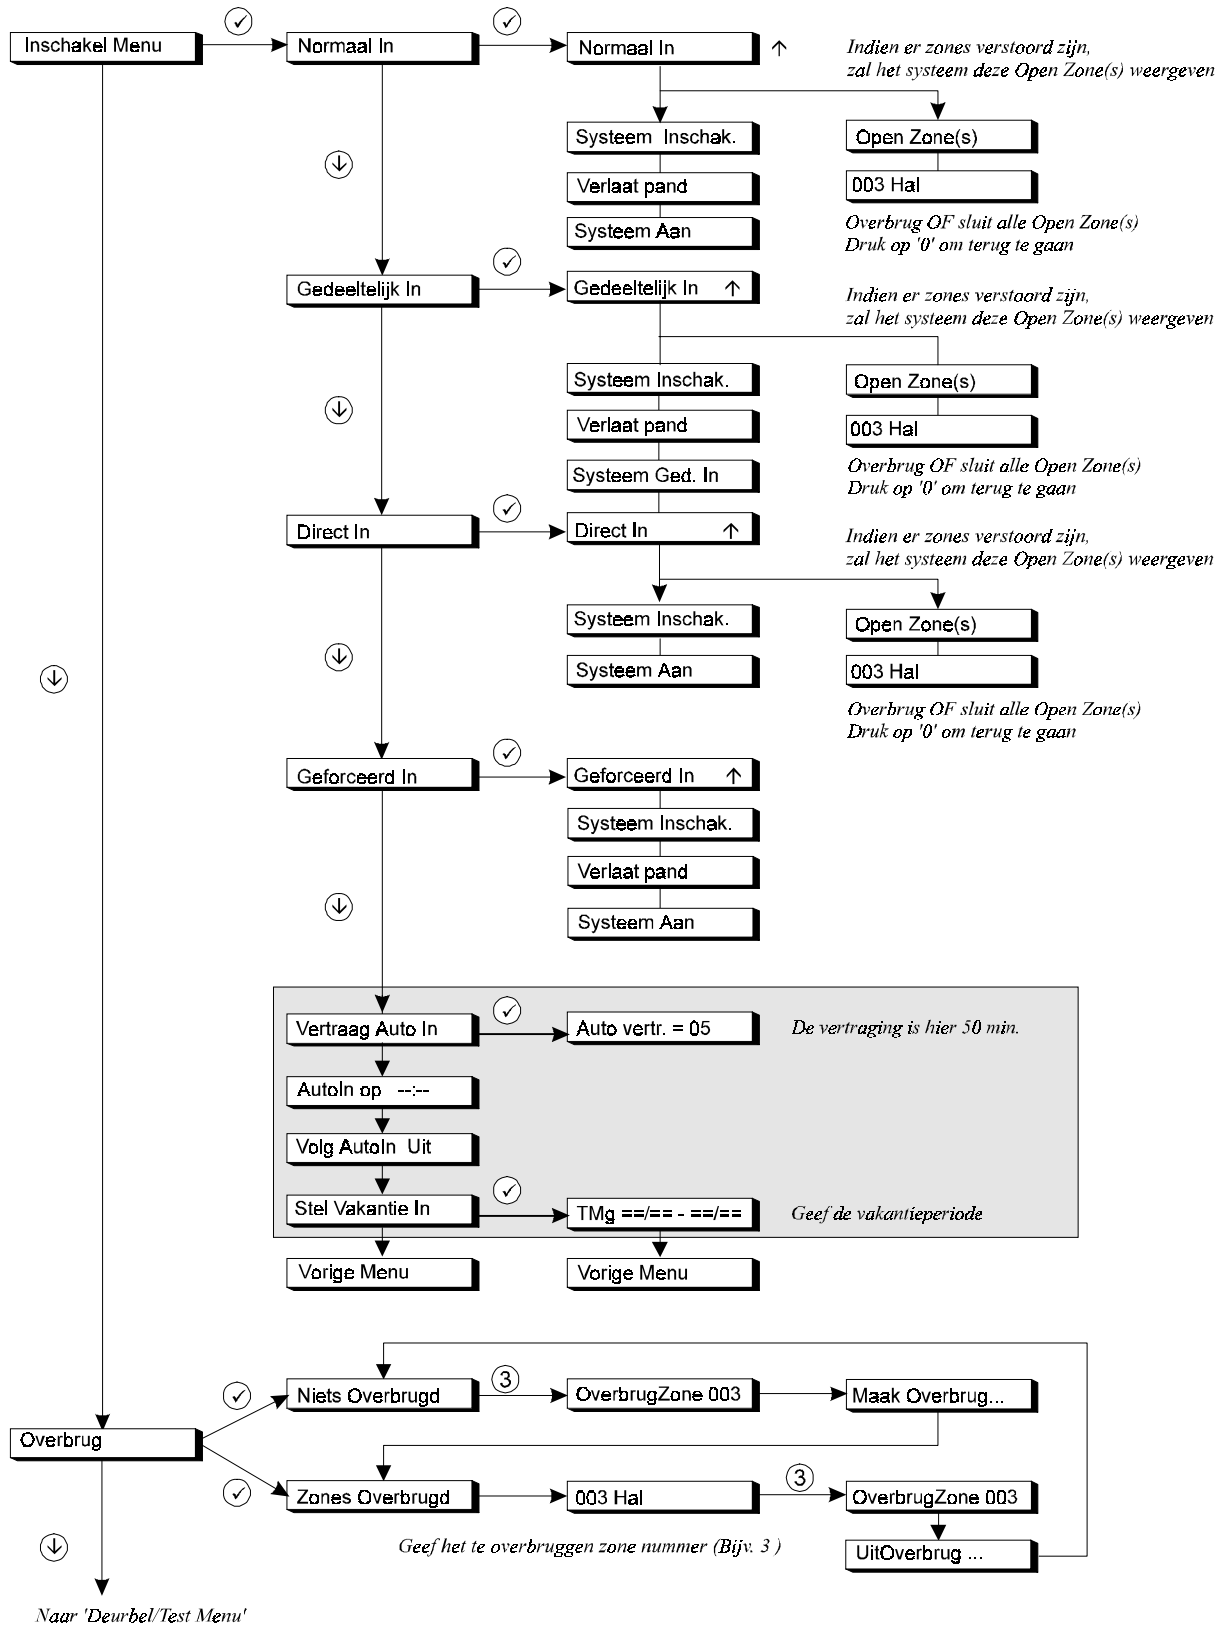 Inschakel Menu
Normaal In
Normaal In ↑
Indien er zones verstoord zijn,
zal het systeem deze Open Zone(s) weergeven
Systeem Inschak.
Open Zone(s)
Verlaat pand
003 Hal
Systeem Aan
Overbrug OF sluit alle Open Zone(s)
Druk op '0' om terug te gaan
Gedeeltelijk In
Gedeeltelijk In ↑
Indien er zones verstoord zijn,
zal het systeem deze Open Zone(s) weergeven
Systeem Inschak.
Open Zone(s)
Verlaat pand
003 Hal
Systeem Ged. In
Overbrug OF sluit alle Open Zone(s)
Druk op '0' om terug te gaan
Direct In
Direct In ↑
Indien er zones verstoord zijn,
zal het systeem deze Open Zone(s) weergeven
Systeem Inschak.
Open Zone(s)
Systeem Aan
003 Hal
Overbrug OF sluit alle Open Zone(s)
Druk op '0' om terug te gaan
Geforceerd In
Geforceerd In ↑
Systeem Inschak.
Verlaat pand
Systeem Aan
Vertraag Auto In
Auto vertr. = 05
De vertraging is hier 50 min.
AutoIn op --:--
Volg AutoIn Uit
Stel Vakantie In
TMg ==/== - ==/==
Geef de vakantieperiode
Vorige Menu
Vorige Menu
Niets Overbrugd
3
OverbrugZone 003
Maak Overbrug...
Overbrug
Zones Overbrugd
003 Hal
3
OverbrugZone 003
Geef het te overbruggen zone nummer (Bijv. 3 )
UitOverbrug ...
Naar 'Deurbel/Test Menu'